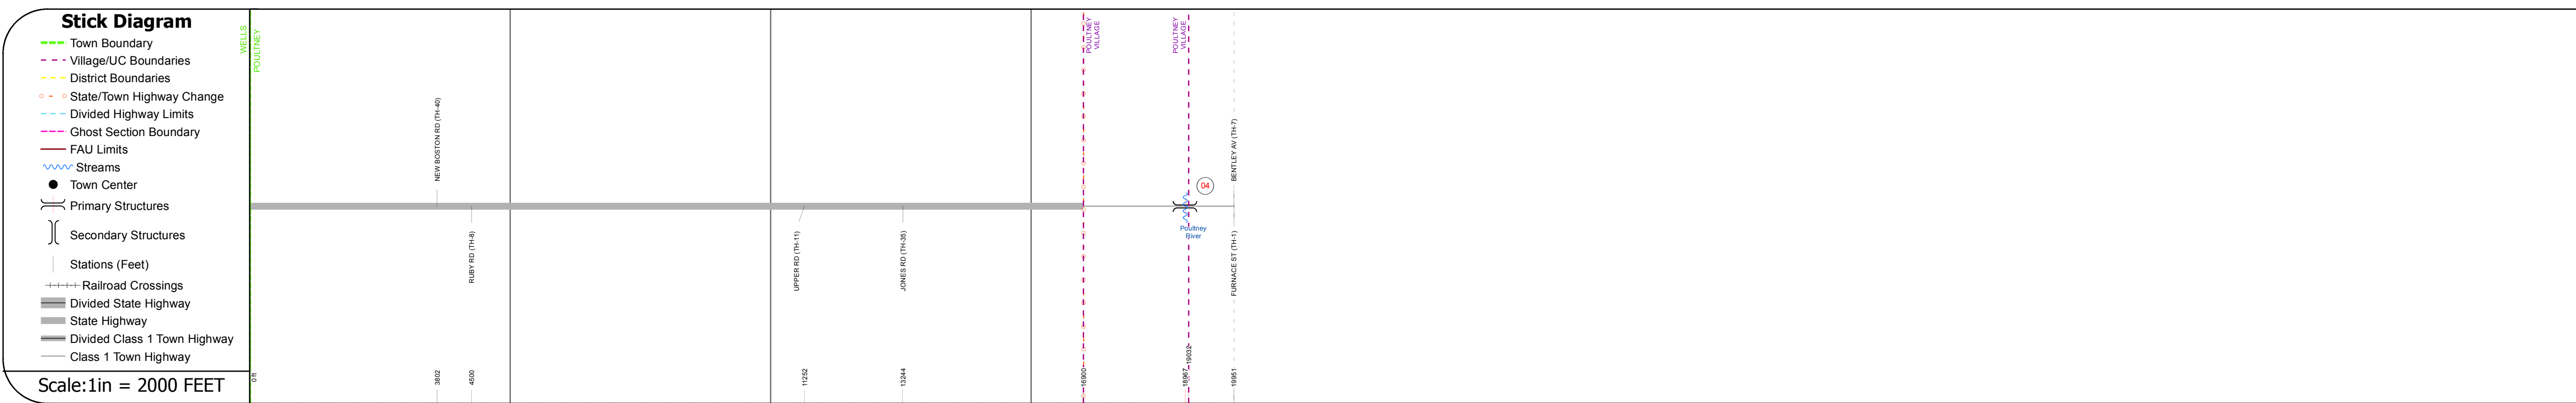 Stick Diagram
Town Boundary
Village/UC Boundaries
District Boundaries
State/Town Highway Change
Divided Highway Limits
Ghost Section Boundary
FAU Limits
Streams
Town Center
Primary Structures
Secondary Structures
Stations (Feet)
Railroad Crossings
Divided State Highway
State Highway
Divided Class 1 Town Highway
Class 1 Town Highway
Scale:1in = 2000 FEET
WELLS
POULTNEY
NEW BOSTON RD (TH-40)
RUBY RD (TH-8)
UPPER RD (TH-11)
JONES RD (TH-35)
POULTNEY
VILLAGE
POULTNEY
VILLAGE
04
Poultney
River
BENTLEY AV (TH-7)
FURNACE ST (TH-1)
0 ft
3802
4500
11252
13244
16900
18967
19032
19951